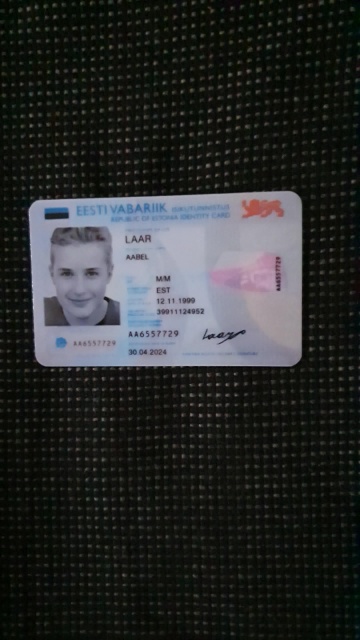 EESTI VABARIIK ISIKUTUNNISTUS
REPUBLIC OF ESTONIA IDENTITY CARD
LAAR
AABEL
M/M
EST
12.11.1999
39911124952
AA6557729
AA6557729
30.04.2024
AA6557729